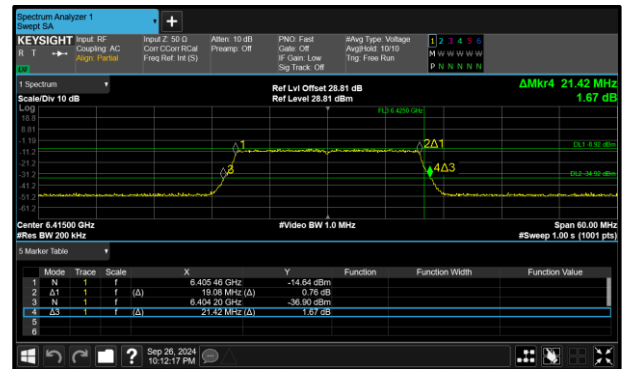 Spectrum Analyzer 1
Swept SA
+
KEYSIGHT Input: RF Input Z: 50 Ω Atten: 10 dB PNO: Fast #Avg Type: Voltage 1 2 3 4 5 6
R T Coupling: AC Corr CCorr RCal Preamp: Off Gate: Off Avg|Hold: 10/10 M W W W W W
Align: Partial Freq Ref: Int (S) IF Gain: Low Trig: Free Run
Sig Track: Off P N N N N N
1 Spectrum Ref Lvl Offset 28.81 dB ΔMkr4 21.42 MHz
Scale/Div 10 dB Ref Level 28.81 dBm 1.67 dB
Log
18.8
8.81
-1.19
-11.2
-21.2
-31.2
-41.2
-51.2
-61.2
1
2Δ1
3
4Δ3
DL1 -8.92 dBm
DL2 -34.92 dBm
Center 6.41500 GHz #Video BW 1.0 MHz Span 60.00 MHz
#Res BW 200 kHz #Sweep 1.00 s (1001 pts)
5 Marker Table
Mode Trace Scale X Y Function Function Width Function Value
1 N 1 f 6.405 46 GHz -14.64 dBm
2 Δ1 1 f (Δ) 19.08 MHz (Δ) 0.76 dB
3 N 1 f 6.404 20 GHz -36.90 dBm
4 Δ3 1 f (Δ) 21.42 MHz (Δ) 1.67 dB
5
6
? Sep 26, 2024
10:12:17 PM